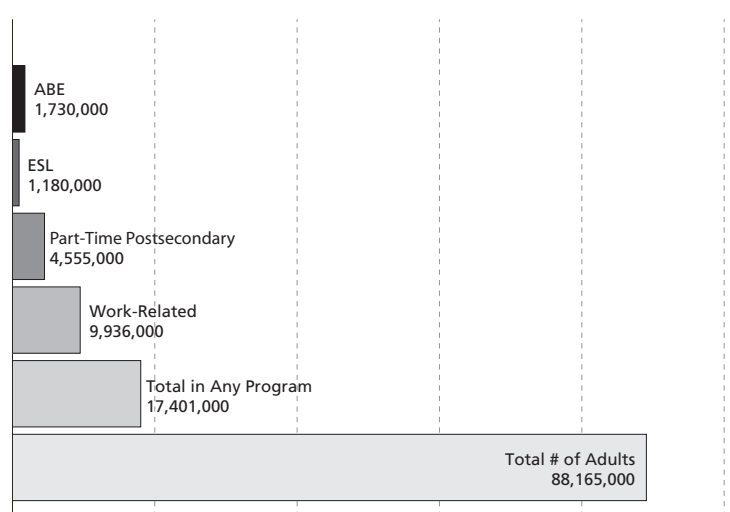 ABE
1,730,000
ESL
1,180,000
Part-Time Postsecondary
4,555,000
Work-Related
9,936,000
Total in Any Program
17,401,000
Total # of Adults
88,165,000